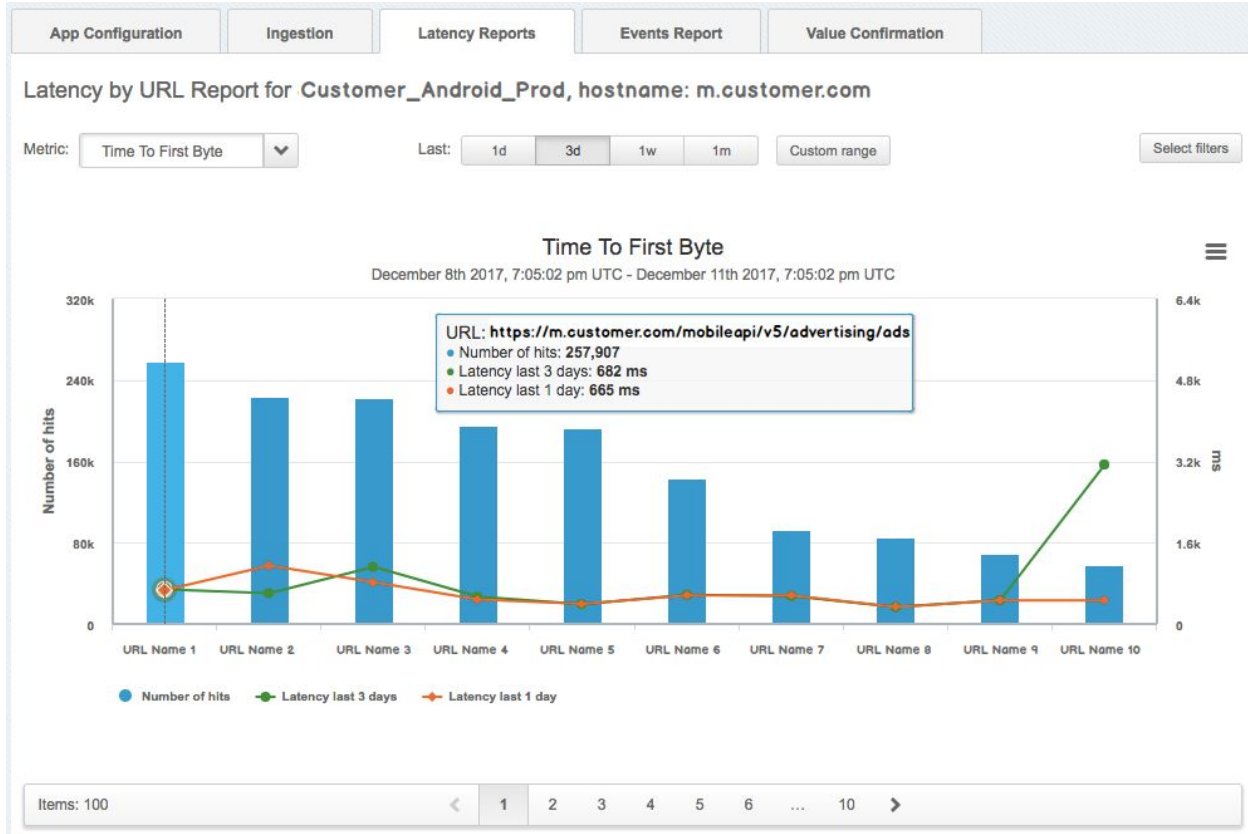 App Configuration Ingestion Latency Reports Events Report Value Confirmation
Latency by URL Report for Customer_Android_Prod, hostname: m.customer.com
Metric: Time To First Byte Last: 1d 3d 1w 1m Custom range Select filters
Time To First Byte
December 8th 2017, 7:05:02 pm UTC - December 11th 2017, 7:05:02 pm UTC
320k 6.4k
URL: https://m.customer.com/mobileapi/v5/advertising/ads
Number of hits: 257,907
Latency last 3 days: 682 ms
Latency last 1 day: 665 ms
240k 4.8k
Number of hits
160k 3.2k
ms
80k 1.6k
0 0
URL Name 1 URL Name 2 URL Name 3 URL Name 4 URL Name 5 URL Name 6 URL Name 7 URL Name 8 URL Name 9 URL Name 10
Number of hits Latency last 3 days Latency last 1 day
Items: 100 < 1 2 3 4 5 6 ... 10 >